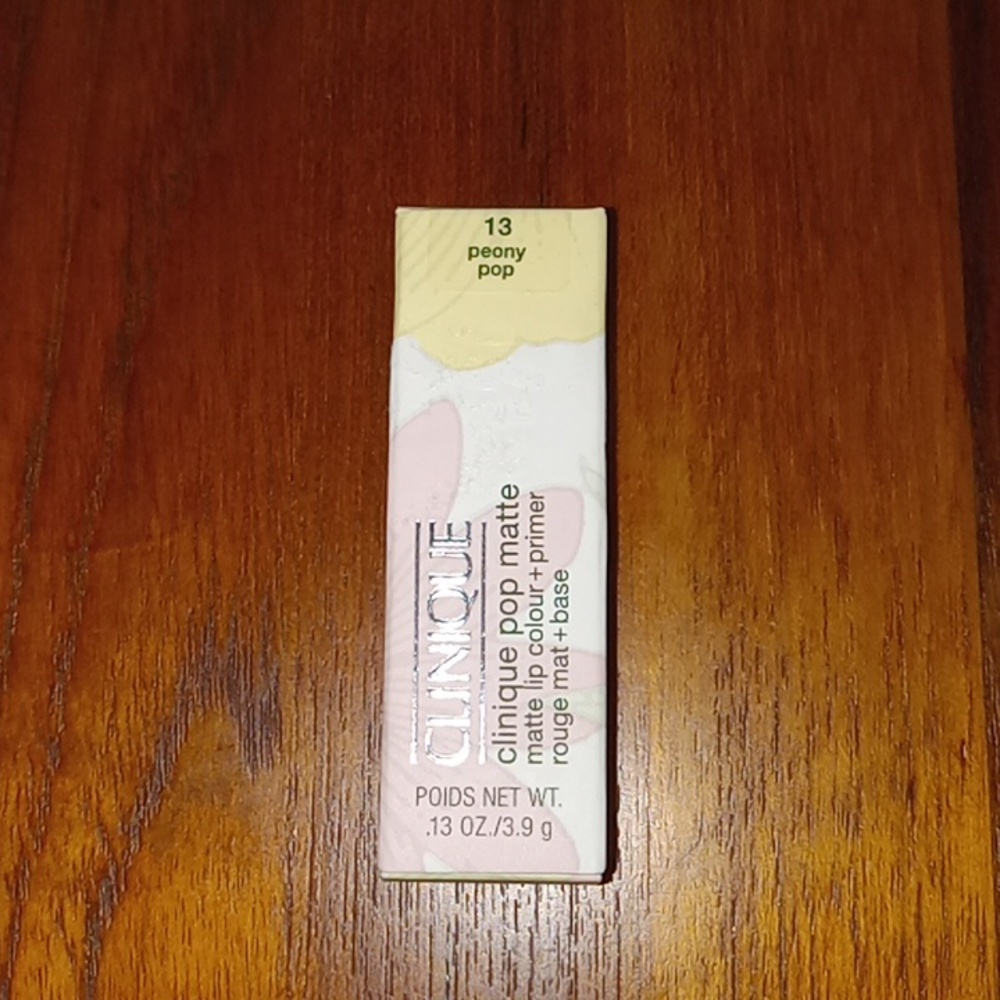 13
peony
pop
CLINIQUE
clinique pop matte
matte lip colour + primer
rouge mat + base
POIDS NET WT.
.13 OZ./3.9 g